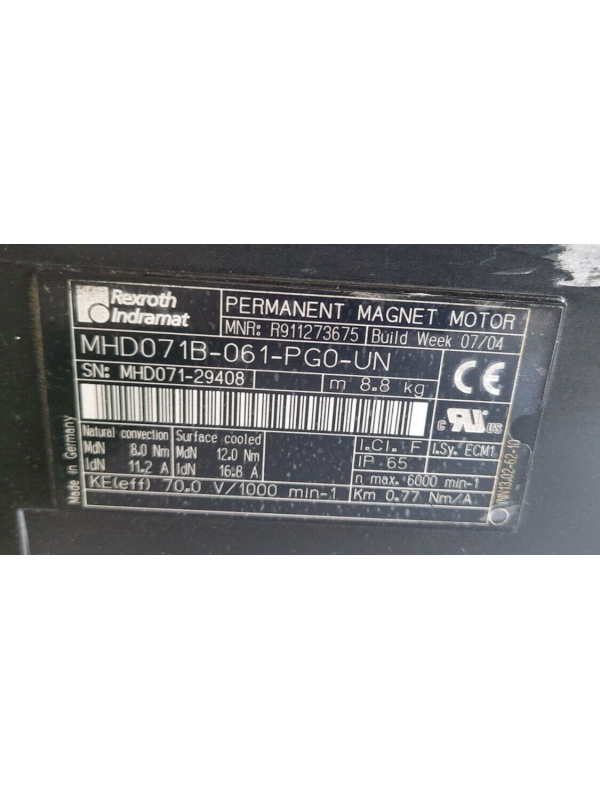 Rexroth
Indramat
PERMANENT MAGNET MOTOR
MNR: R911273675 Build Week 07/04
MHD071B-061-PG0-UN
SN: MHD071-29408 m 8.8 kg
CE
c RU us
Natural convection Surface cooled
MdN 8.0 Nm MdN 12.0 Nm
IdN 11.2 A IdN 16.8 A
I.Cl. F I.Sy. ECM1
IP 65
KE(eff) 70.0 V/1000 min-1
n max. 6000 min-1
Km 0.77 Nm/A
Made in Germany